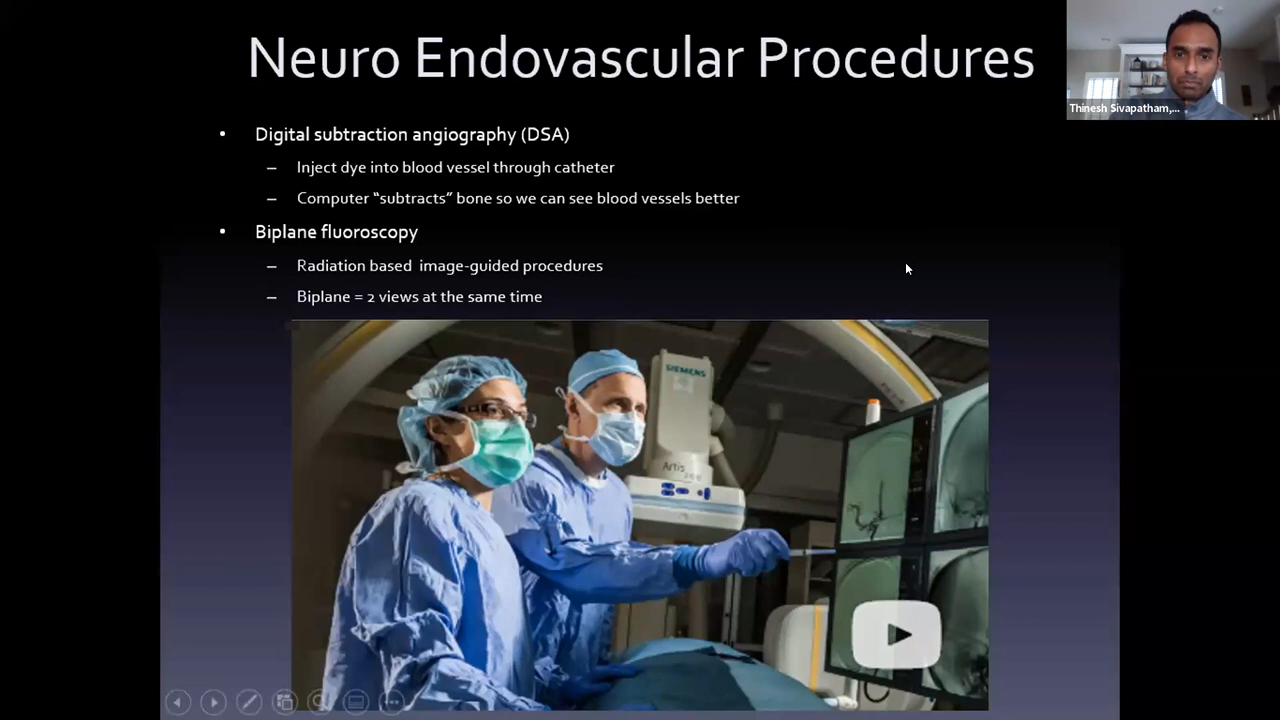 Neuro Endovascular Procedures
Thinesh Sivapatham,...
• Digital subtraction angiography (DSA)
– Inject dye into blood vessel through catheter
– Computer “subtracts” bone so we can see blood vessels better
• Biplane fluoroscopy
– Radiation based image-guided procedures
– Biplane = 2 views at the same time
SIEMENS
Artis